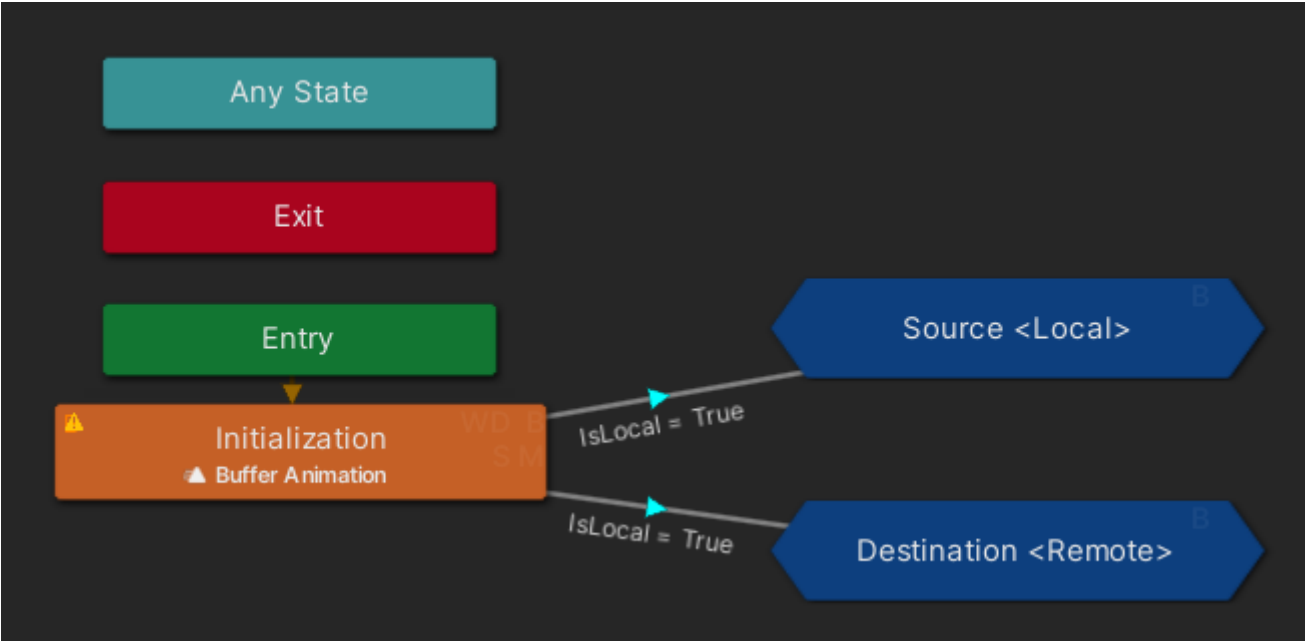 Any State
Exit
Entry
Initialization
WD B
S M
Buffer Animation
IsLocal = True
IsLocal = True
B
Source <Local>
B
Destination <Remote>